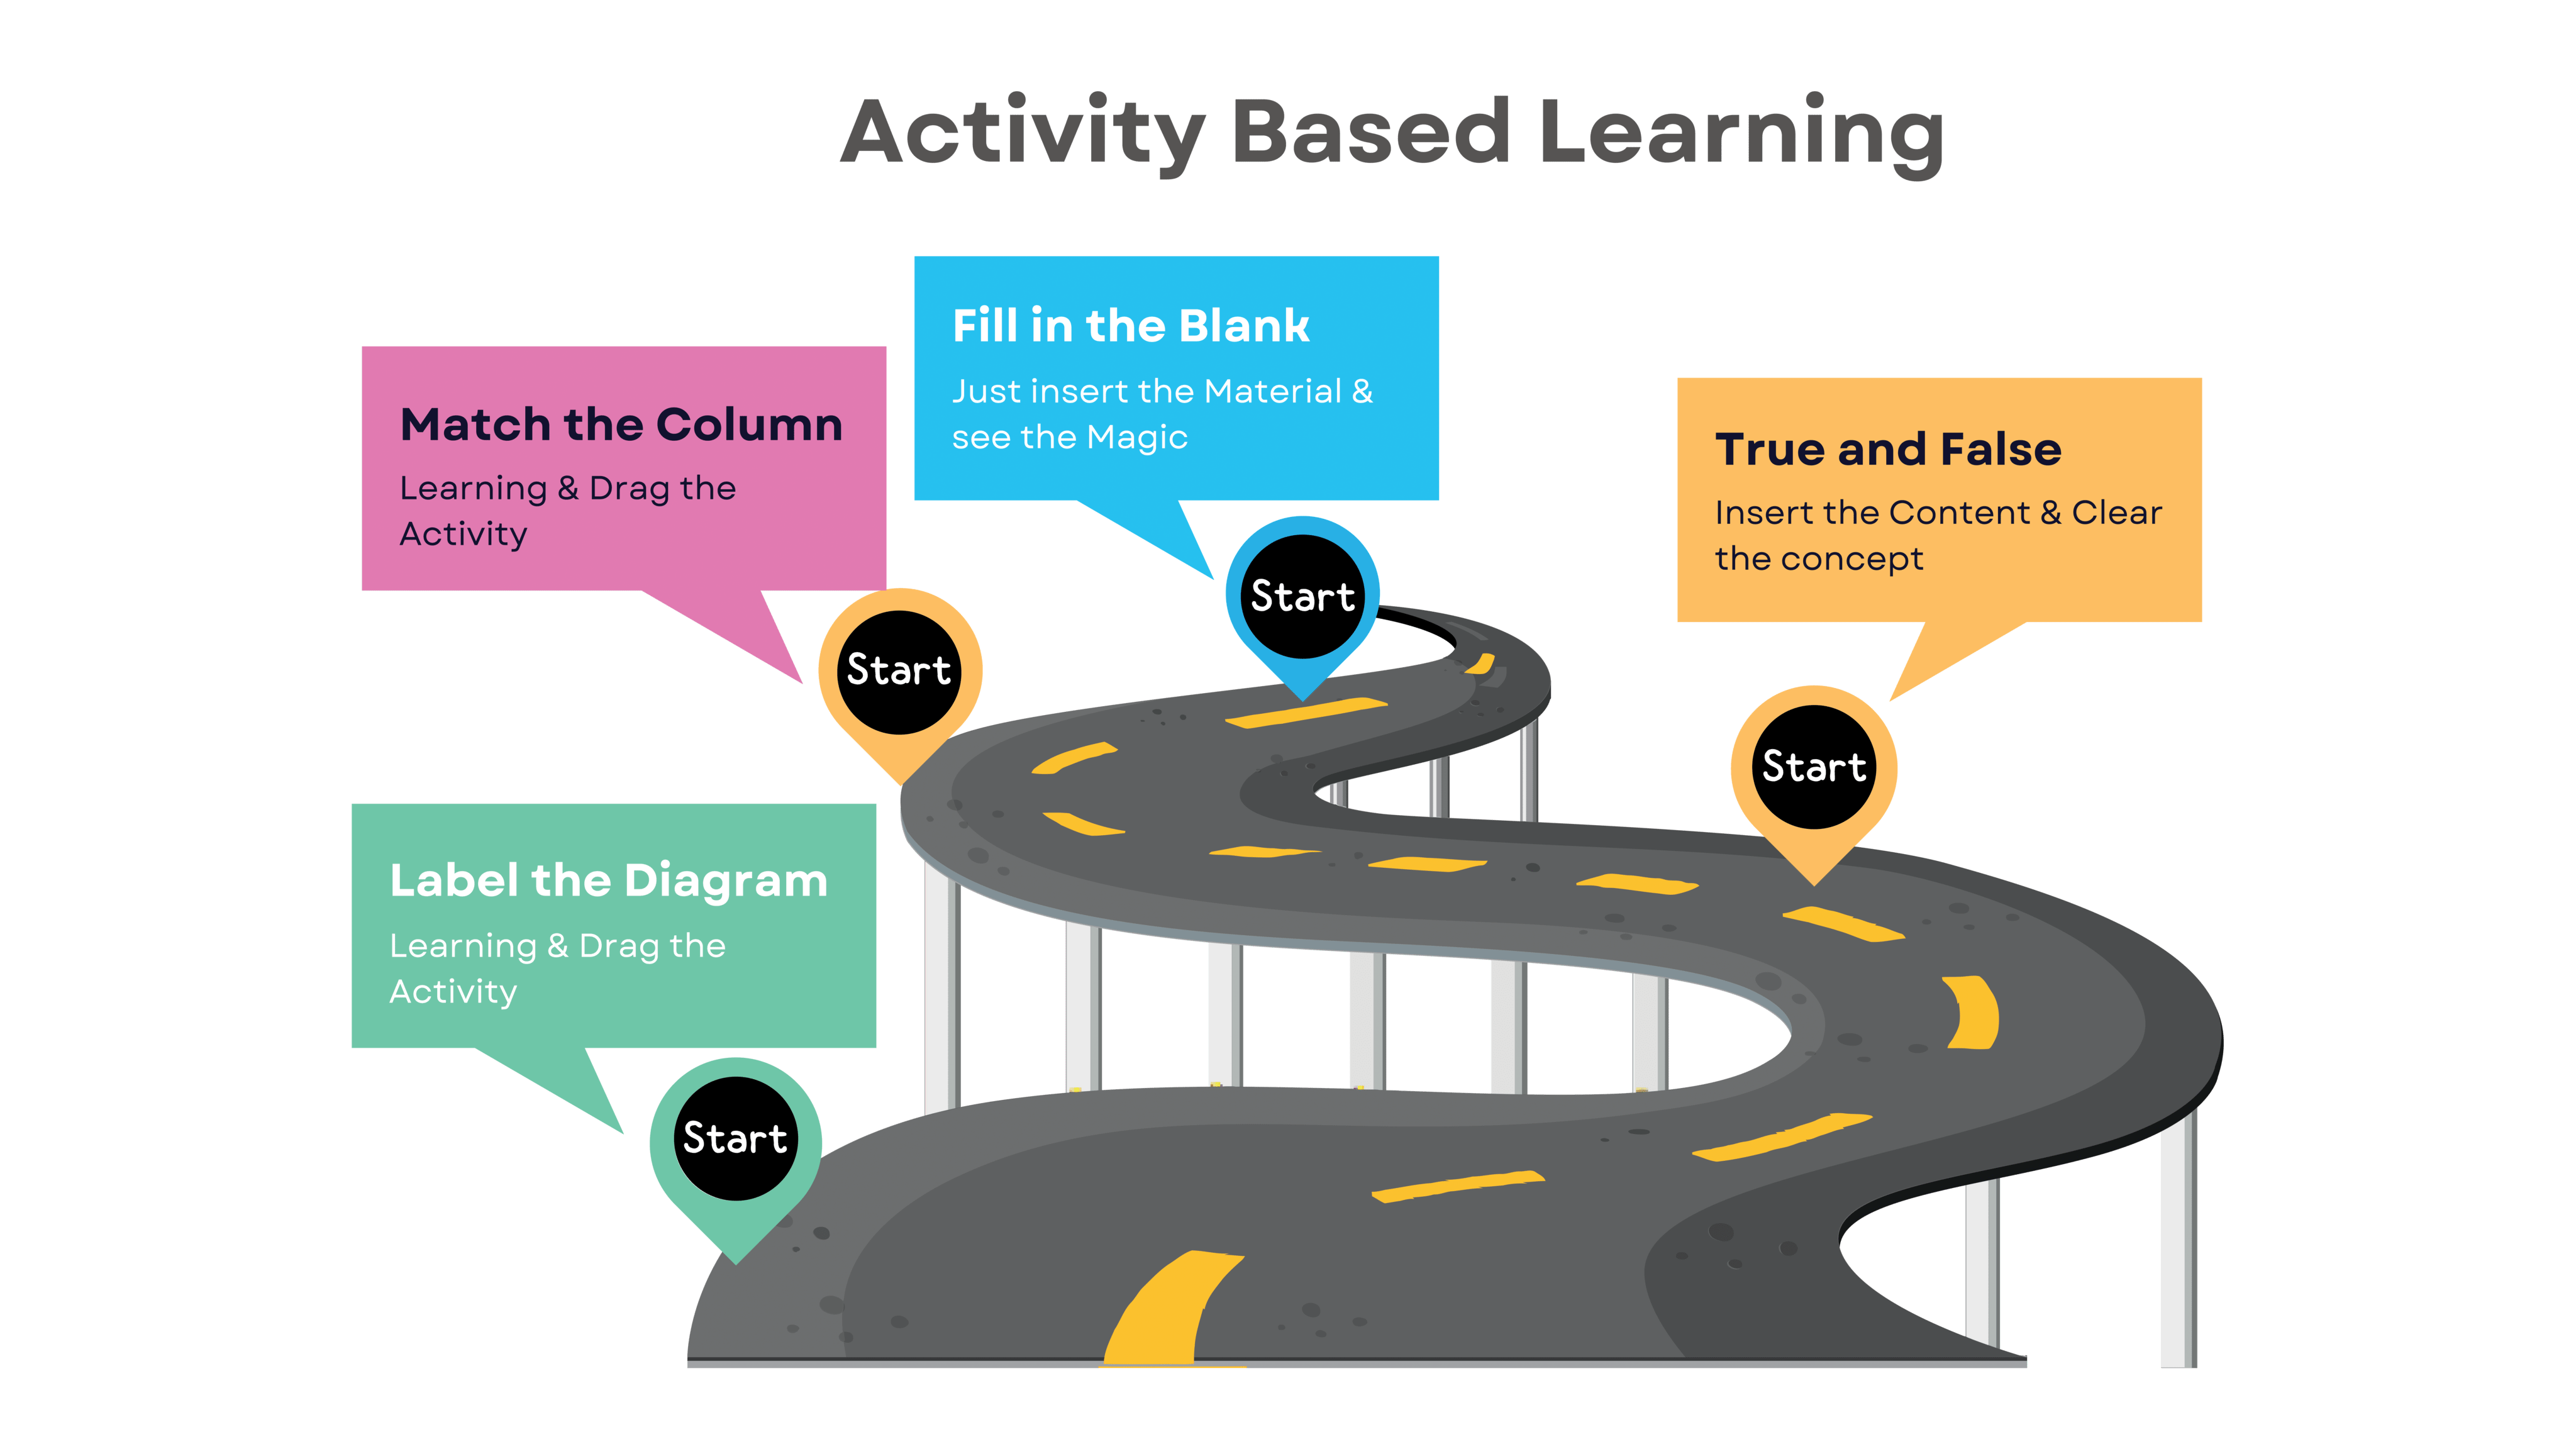 Activity Based Learning
Fill in the Blank
Just insert the Material &
see the Magic
Match the Column
Learning & Drag the
Activity
True and False
Insert the Content & Clear
the concept
Start
Start
Start
Label the Diagram
Learning & Drag the
Activity
Start